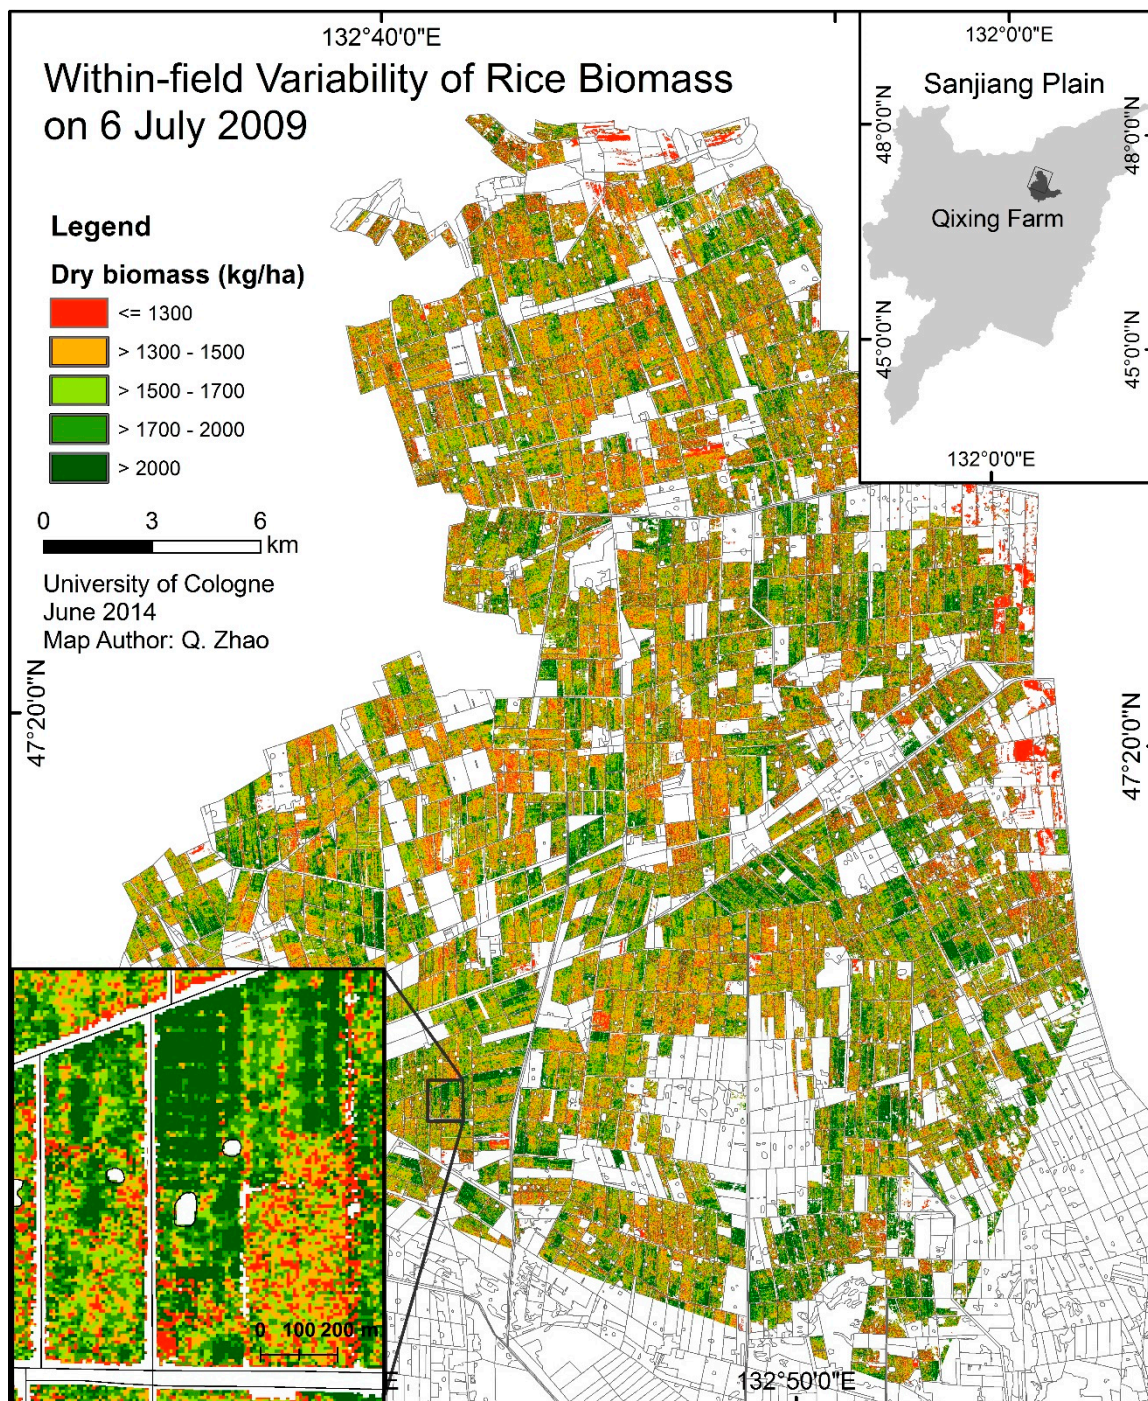 132°40'0"E
Within-field Variability of Rice Biomass
on 6 July 2009
Legend
Dry biomass (kg/ha)
<= 1300
> 1300 - 1500
> 1500 - 1700
> 1700 - 2000
> 2000
0 3 6
km
University of Cologne
June 2014
Map Author: Q. Zhao
132°0'0"E
Sanjiang Plain
48°0'0"N
48°0'0"N
Qixing Farm
45°0'0"N
45°0'0"N
132°0'0"E
47°20'0"N
47°20'0"N
0 100 200 m
E
132°50'0"E